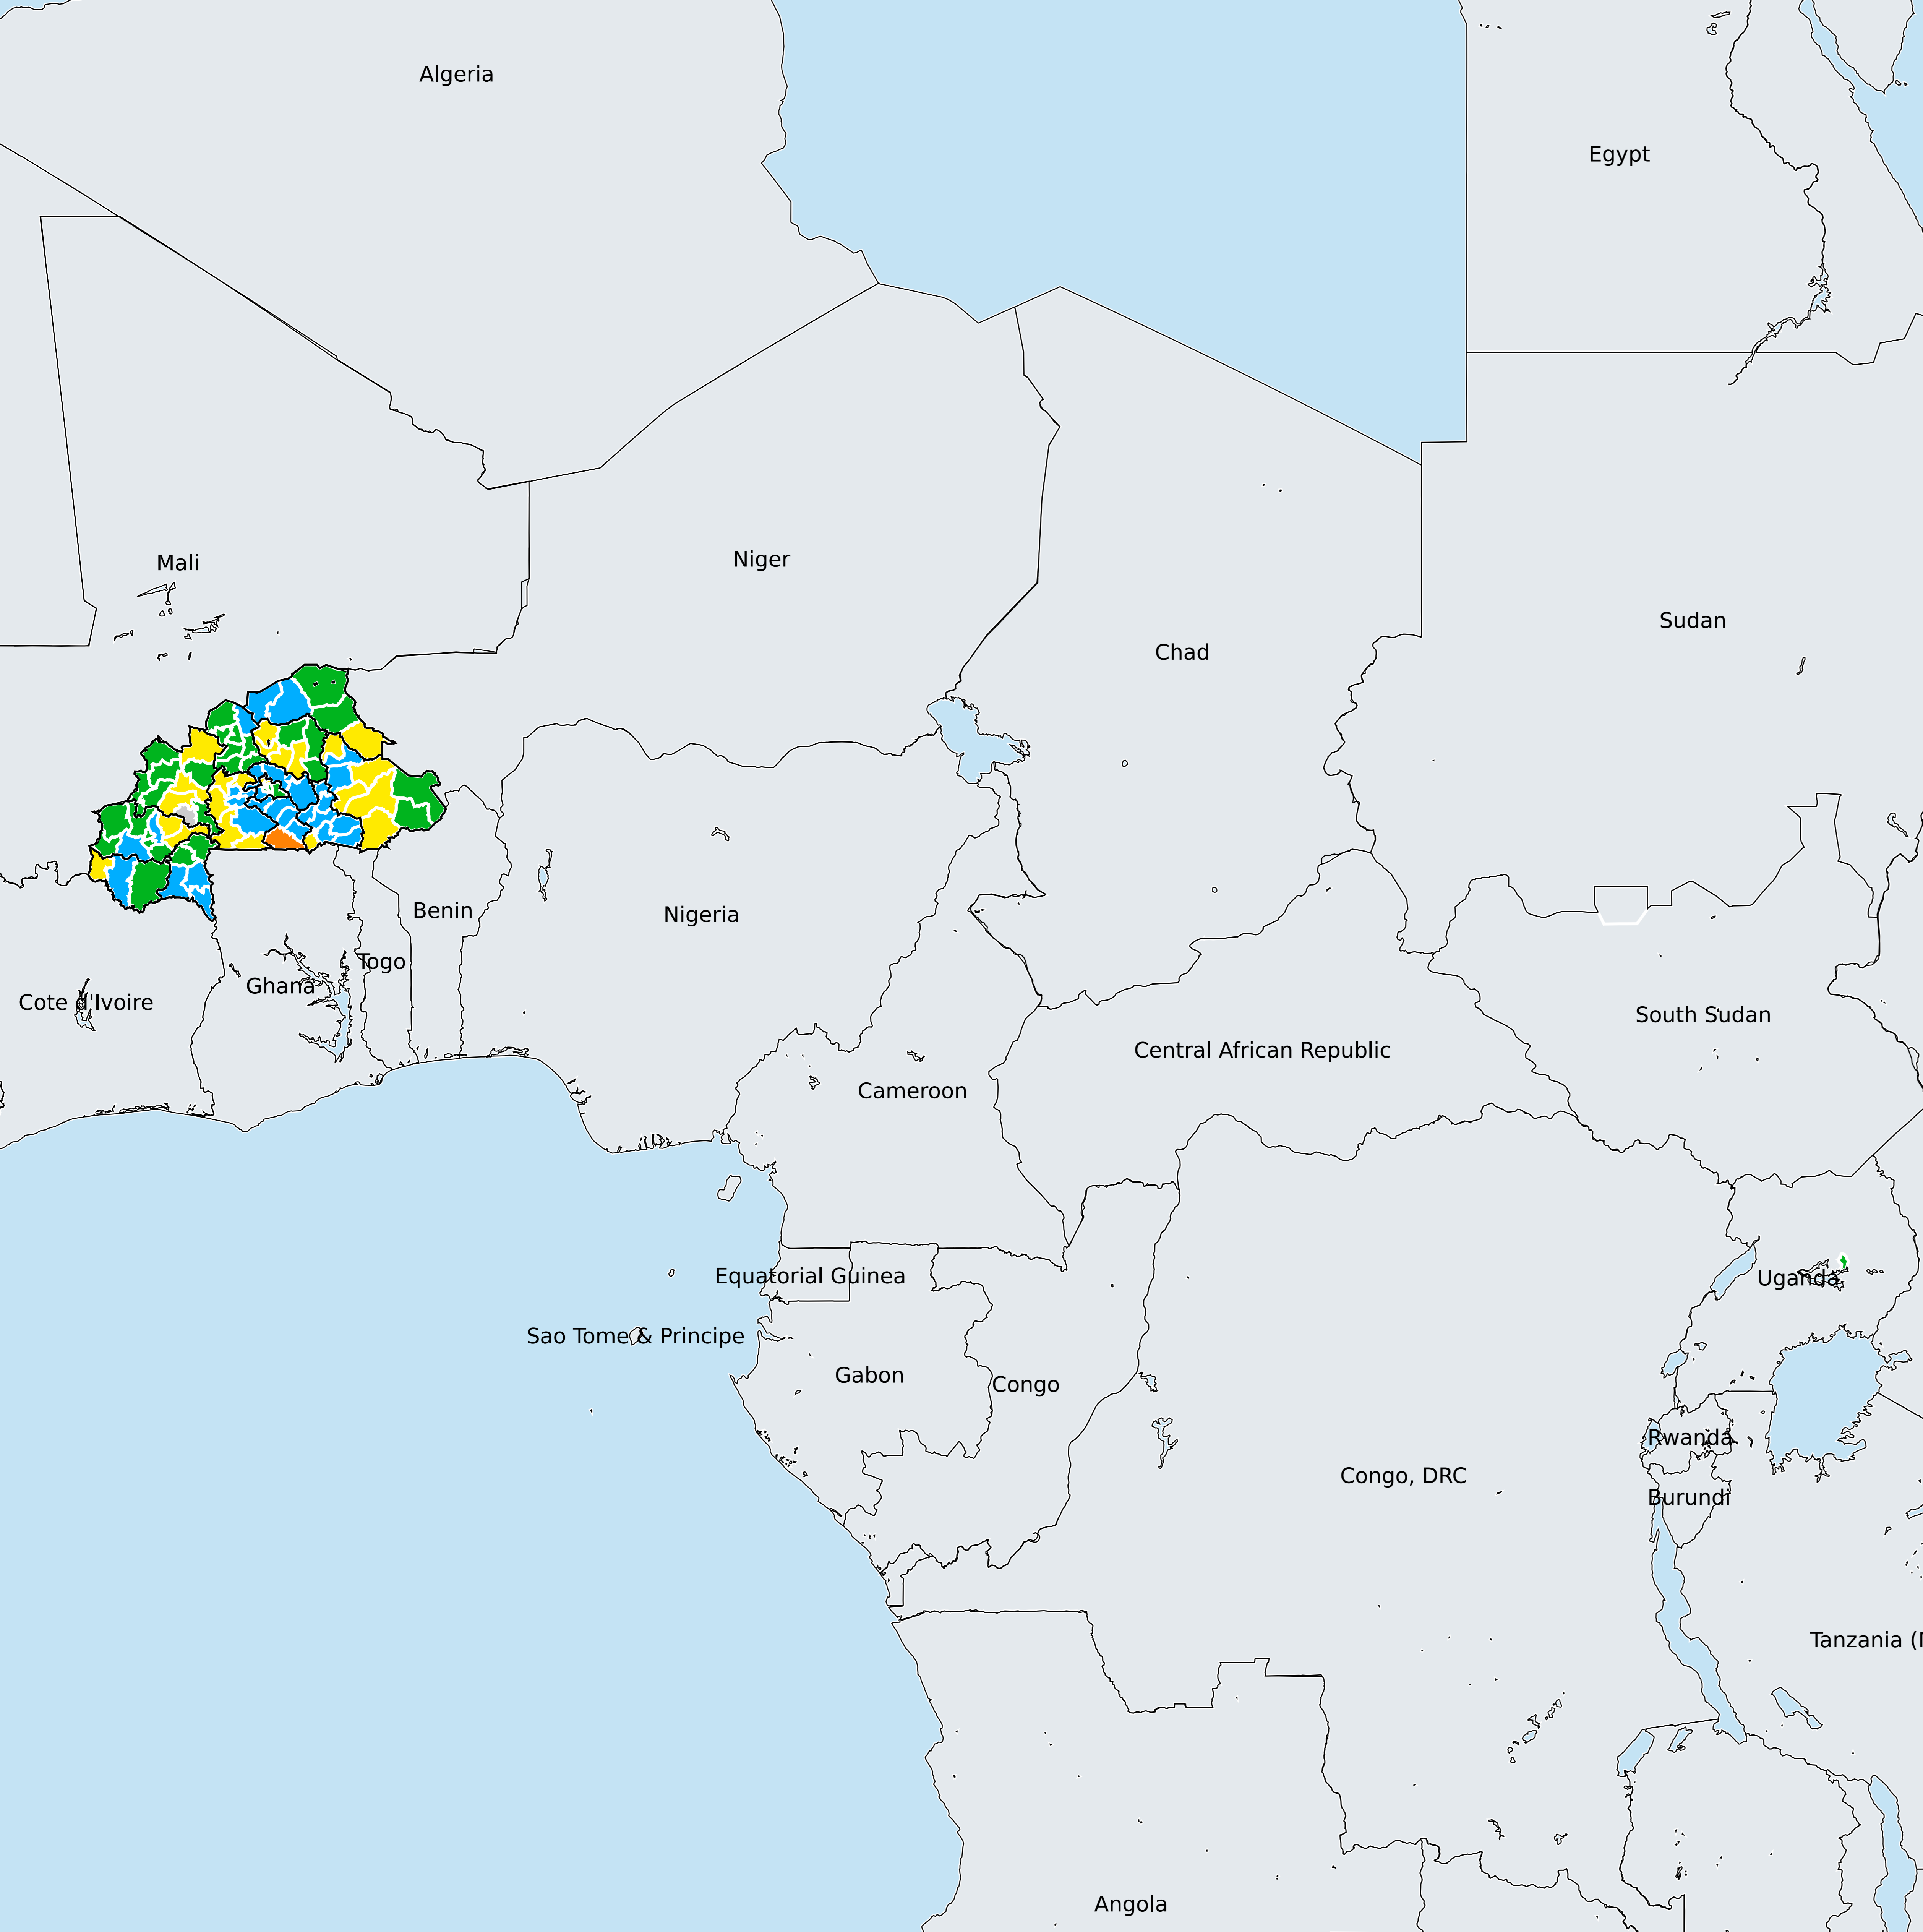 Algeria
Egypt
Mali
Niger
Sudan
Chad
Benin
Nigeria
Togo
Ghana
Cote d'Ivoire
South Sudan
Central African Republic
Cameroon
Equatorial Guinea
Uganda
Sao Tome & Principe
Gabon
Congo
Rwanda
Congo, DRC
Burundi
Tanzania (
Angola